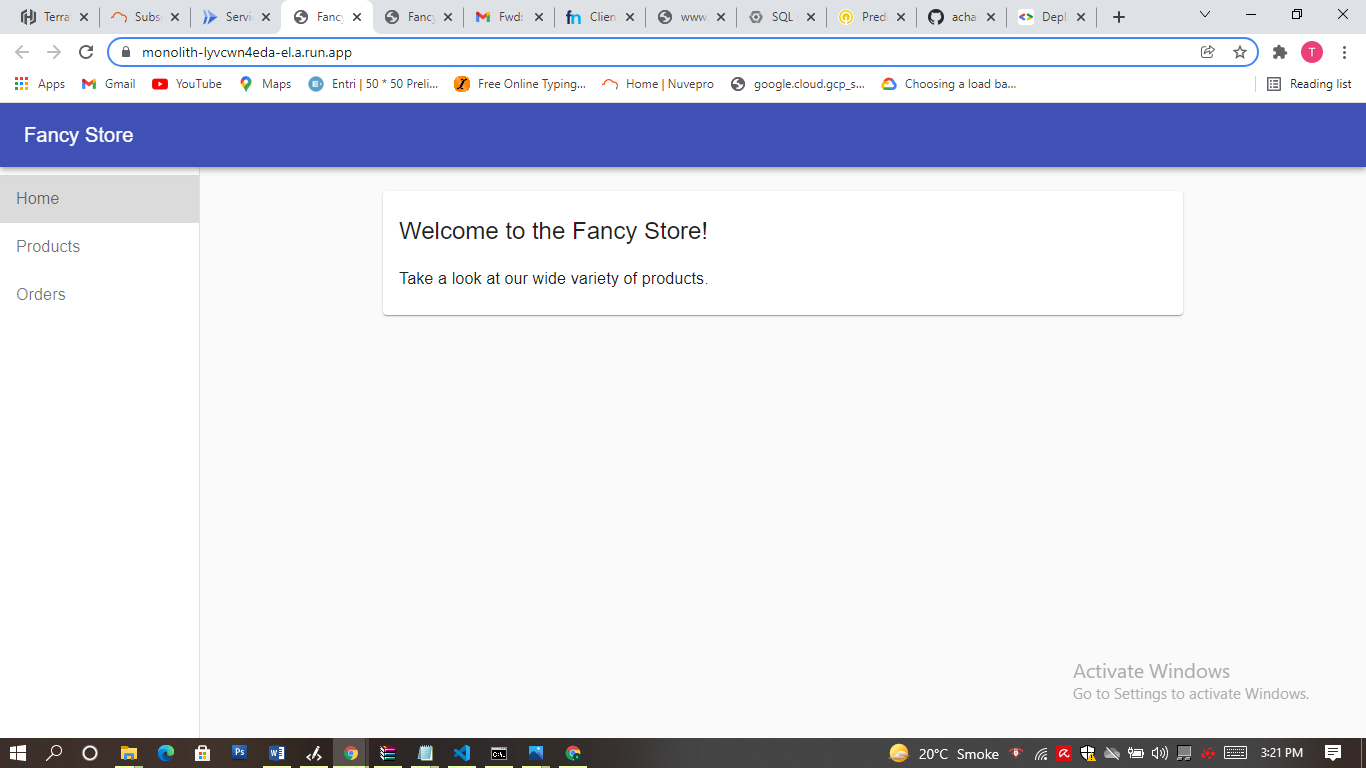 Terra
Subs
Servi
Fancy
Fancy
Fwd:
Clien
www
SQL
Predi
acha
Depl
monolith-lyvcwn4eda-el.a.run.app
T
Apps
Gmail
YouTube
Maps
Entri | 50 * 50 Preli...
Free Online Typing...
Home | Nuvepro
google.cloud.gcp_s...
Choosing a load ba...
Reading list
Fancy Store
Home
Products
Orders
Welcome to the Fancy Store!
Take a look at our wide variety of products.
Activate Windows
Go to Settings to activate Windows.
20°C Smoke
3:21 PM